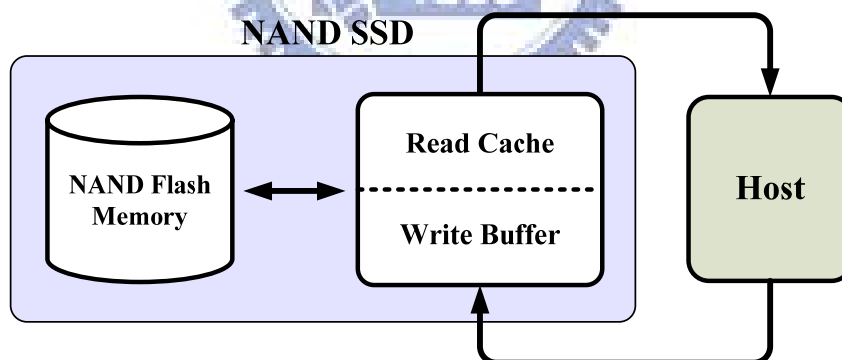 NAND SSD
NAND Flash
Memory
Read Cache
Write Buffer
Host